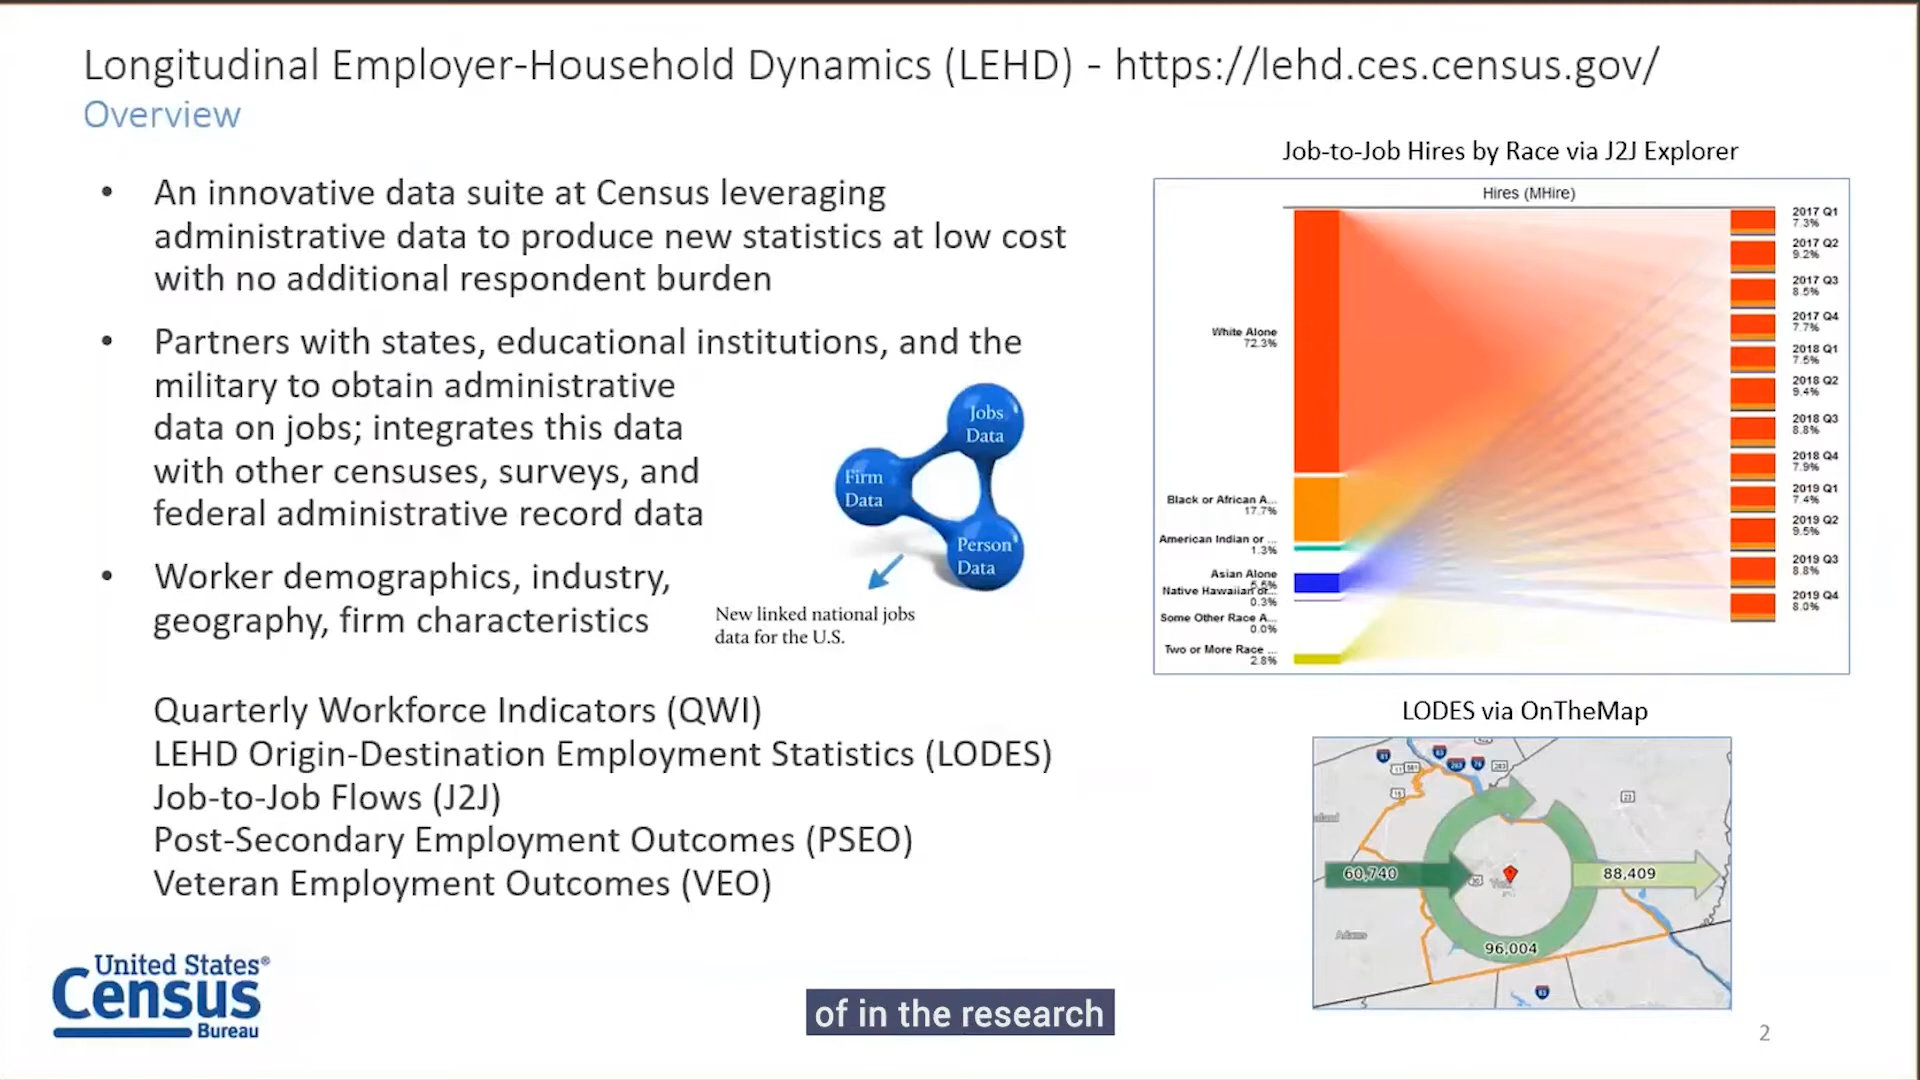 Longitudinal Employer-Household Dynamics (LEHD) - https://lehd.ces.census.gov/
Overview
• An innovative data suite at Census leveraging
administrative data to produce new statistics at low cost
with no additional respondent burden
• Partners with states, educational institutions, and the
military to obtain administrative
data on jobs; integrates this data
with other censuses, surveys, and
federal administrative record data
• Worker demographics, industry,
geography, firm characteristics
Jobs
Data
Firm
Data
Person
Data
New linked national jobs
data for the U.S.
Quarterly Workforce Indicators (QWI)
LEHD Origin-Destination Employment Statistics (LODES)
Job-to-Job Flows (J2J)
Post-Secondary Employment Outcomes (PSEO)
Veteran Employment Outcomes (VEO)
Job-to-Job Hires by Race via J2J Explorer
Hires (MHire)
White Alone
72.3%
Black or African A...
17.7%
American Indian or ...
1.3%
Asian Alone
5.5%
Native Hawaiian or...
0.3%
Some Other Race A...
0.0%
Two or More Race ...
2.8%
2017 Q1
7.3%
2017 Q2
9.2%
2017 Q3
8.5%
2017 Q4
7.7%
2018 Q1
7.5%
2018 Q2
9.4%
2018 Q3
8.8%
2018 Q4
7.9%
2019 Q1
7.4%
2019 Q2
9.5%
2019 Q3
8.8%
2019 Q4
8.0%
LODES via OnTheMap
60,740
88,409
96,004
Adams
United States®
Census
Bureau
of in the research
2